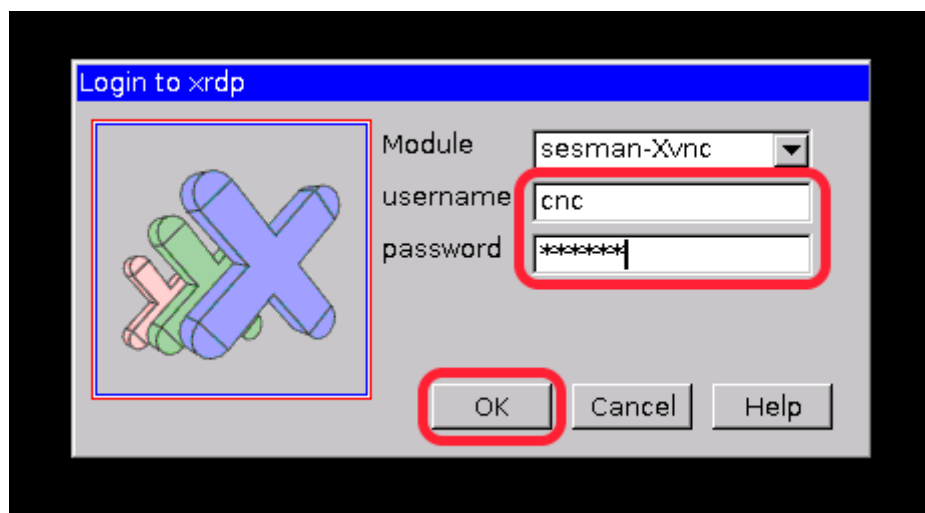 Login to xrdp
Module sesman-Xvnc
username cnc
password ******
OK Cancel Help